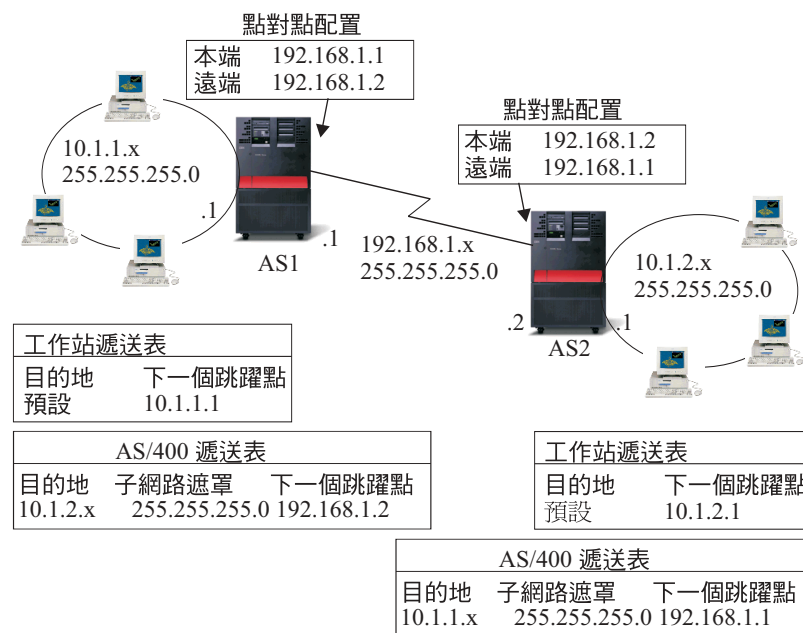 點對點配置
本端 192.168.1.1
遠端 192.168.1.2
點對點配置
本端 192.168.1.2
遠端 192.168.1.1
10.1.1.x
255.255.255.0
.1
.1
AS1
192.168.1.x
255.255.255.0
10.1.2.x
255.255.255.0
.2
.1
AS2
工作站遞送表
目的地 下一個跳躍點
預設 10.1.1.1
AS/400 遞送表
目的地 子網路遮罩 下一個跳躍點
10.1.2.x 255.255.255.0 192.168.1.2
工作站遞送表
目的地 下一個跳躍點
預設 10.1.2.1
AS/400 遞送表
目的地 子網路遮罩 下一個跳躍點
10.1.1.x 255.255.255.0 192.168.1.1